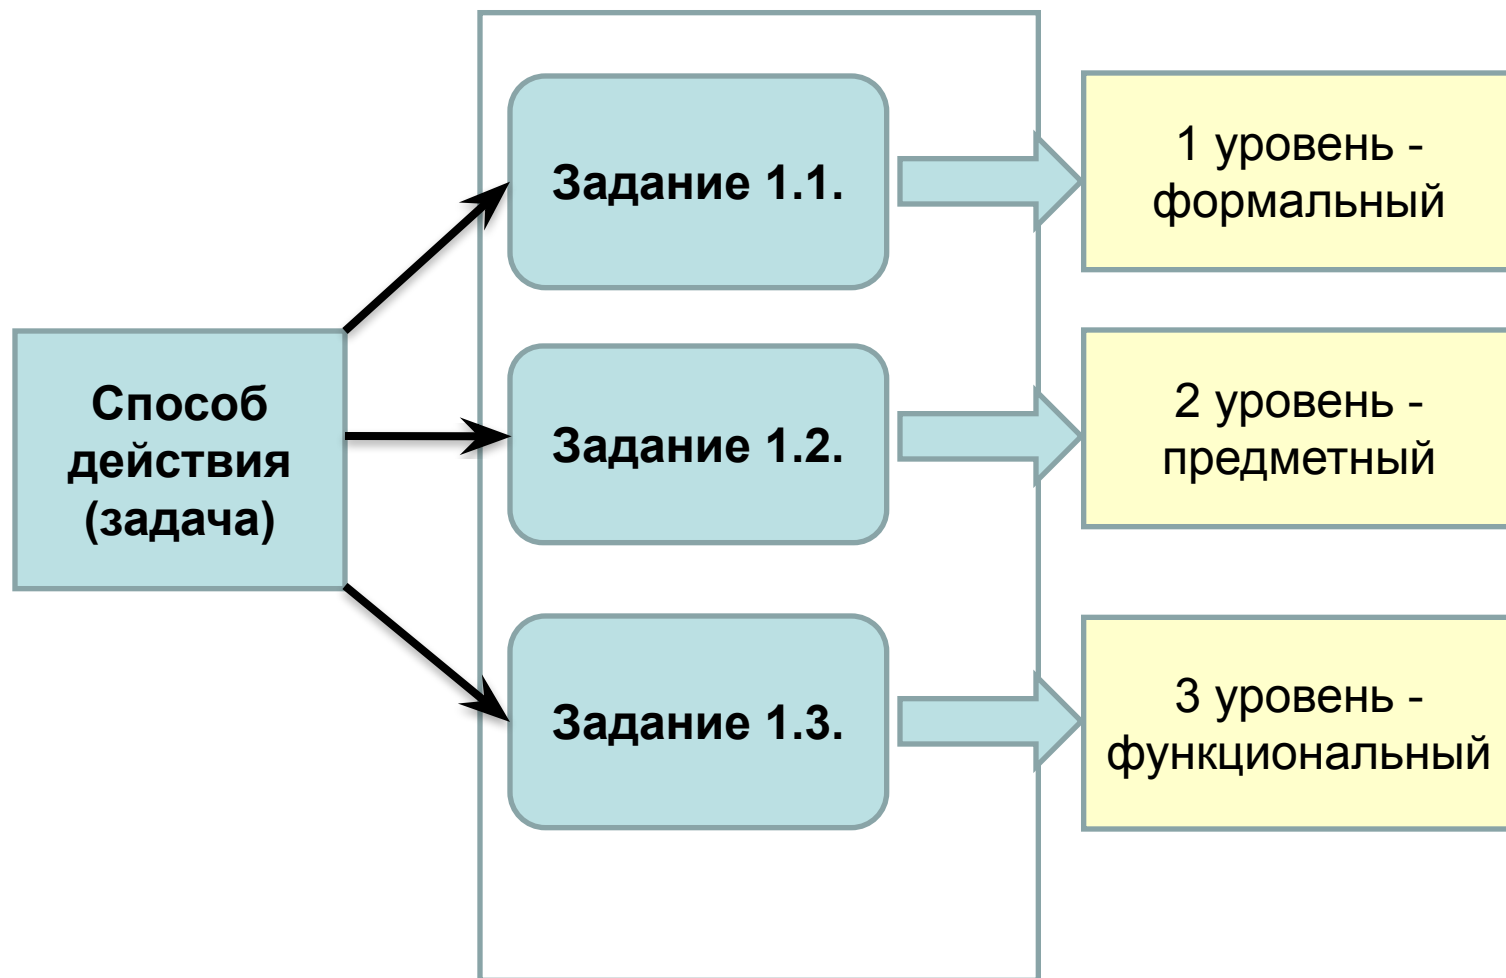 Задание 1.1.
1 уровень -
формальный
Способ
действия
(задача)
Задание 1.2.
2 уровень -
предметный
Задание 1.3.
3 уровень -
функциональный